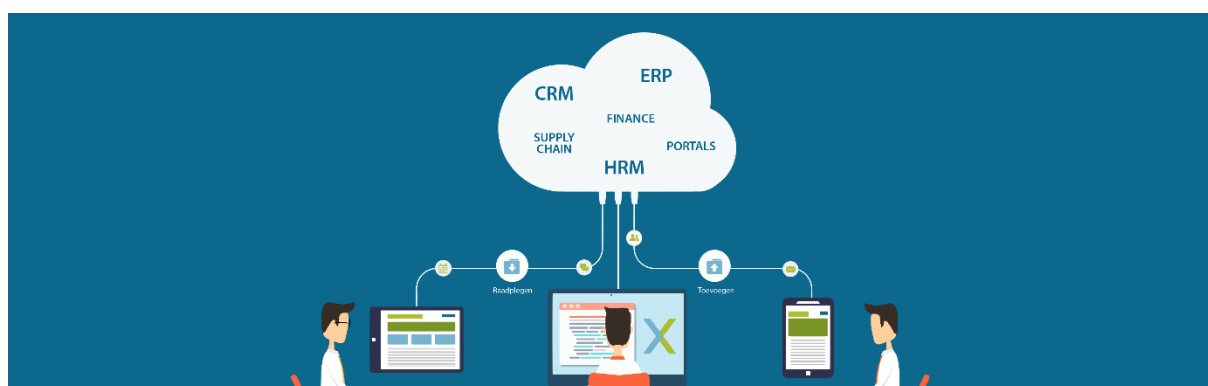 ERP
CRM
FINANCE
SUPPLY
CHAIN
PORTALS
HRM
Raadplegen
Toevoegen